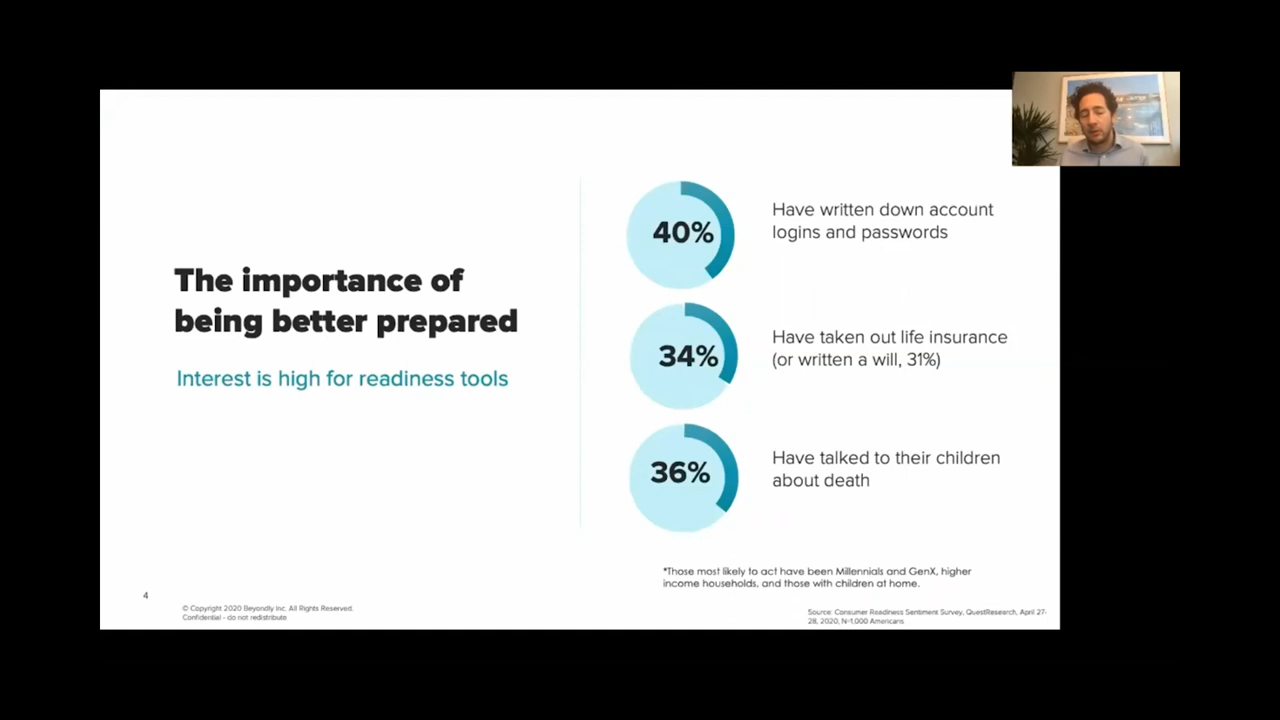 The importance of
being better prepared
Interest is high for readiness tools
40%
Have written down account
logins and passwords
34%
Have taken out life insurance
(or written a will, 31%)
36%
Have talked to their children
about death
*Those most likely to act have been Millennials and GenX, higher
income households, and those with children at home.
4
© Copyright 2020 Beyondly Inc. All Rights Reserved.
Confidential - do not redistribute
Source: Consumer Readiness Sentiment Survey, QuestResearch, April 27-
28, 2020, N=1,000 Americans